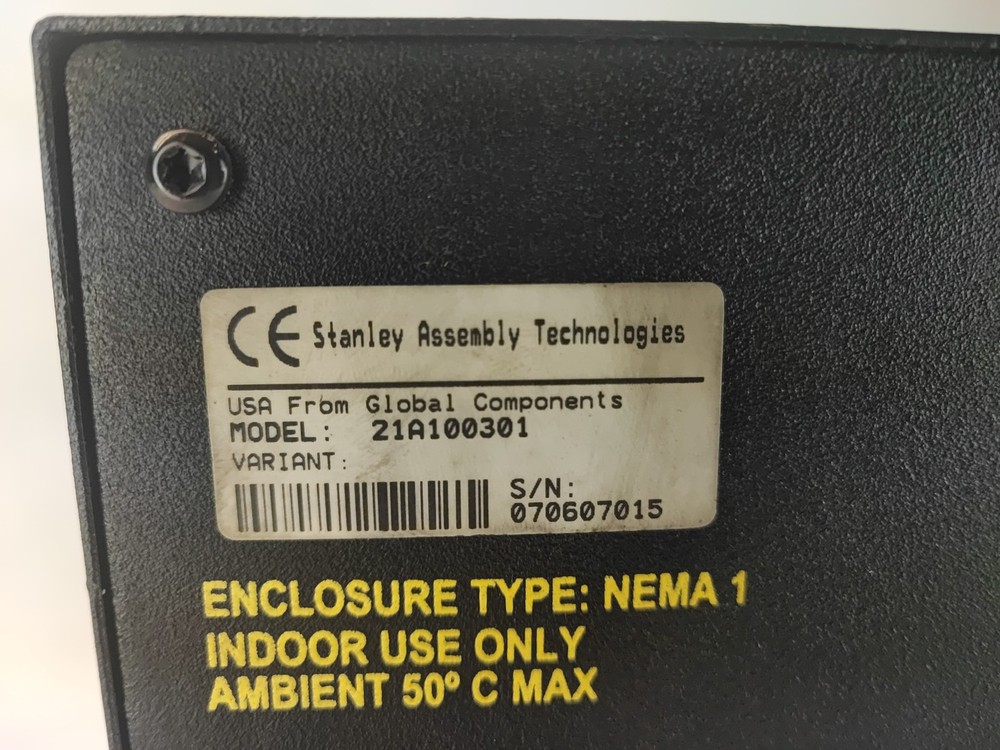 CE Stanley Assembly Technologies
USA From Global Components
MODEL: 21A100301
VARIANT:
S/N:
070607015
ENCLOSURE TYPE: NEMA 1
INDOOR USE ONLY
AMBIENT 50º C MAX